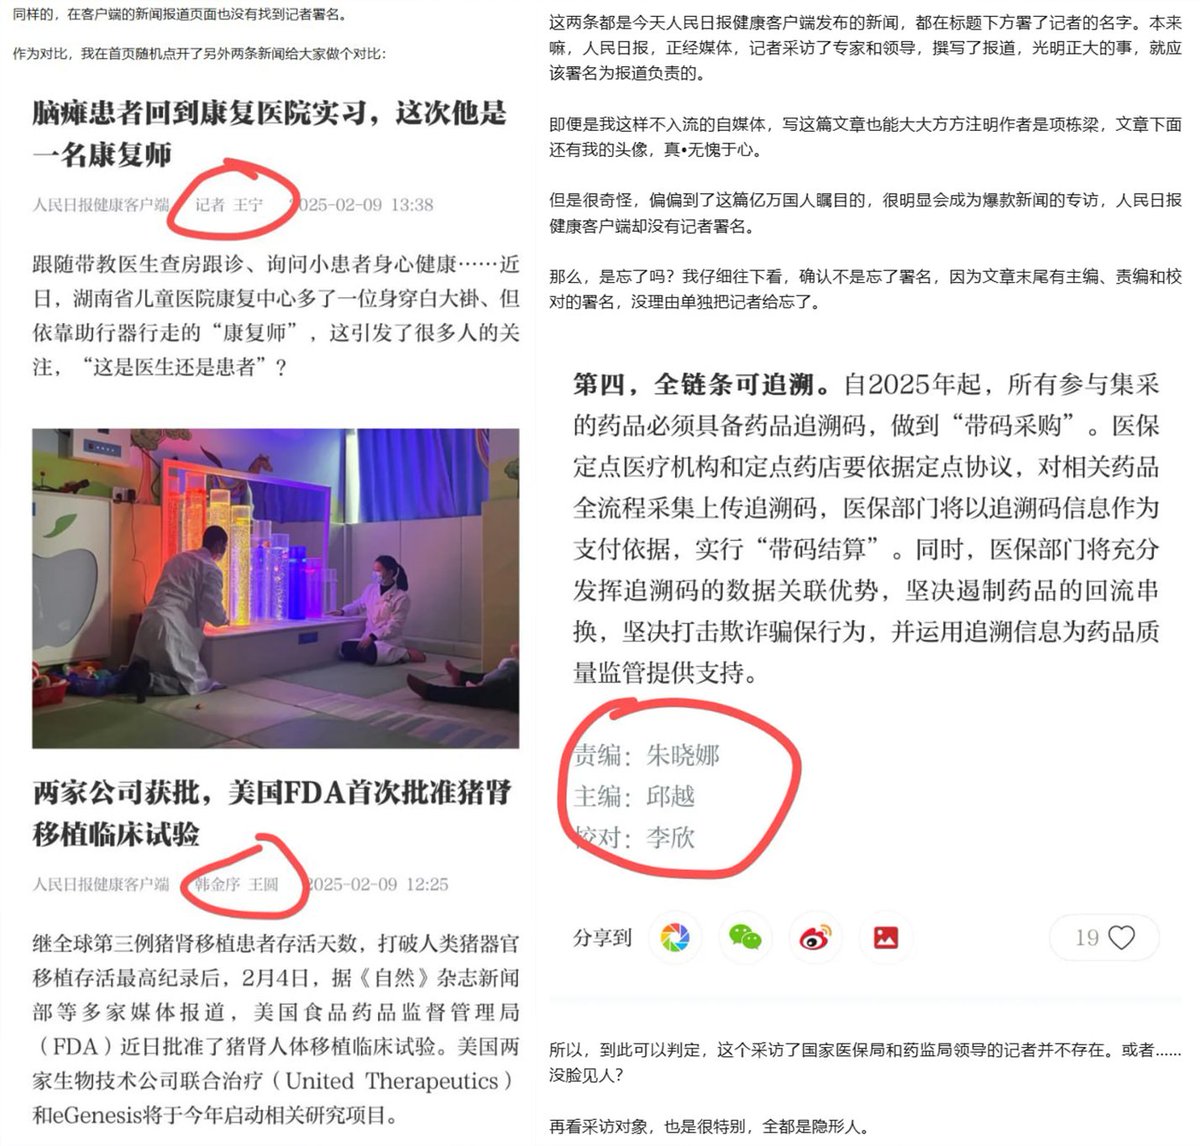 同样的，在客户端的新闻报道页面也没有找到记者署名。
作为对比，我在首页随机点开了另外两条新闻给大家做个对比：
脑瘫患者回到康复医院实习，这次他是
一名康复师
人民日报健康客户端 记者 王宁 2025-02-09 13:38
跟随带教医生查房跟诊、询问小患者身心健康……近
日，湖南省儿童医院康复中心多了一位身穿白大褂、但
依靠助行器行走的“康复师”，这引发了很多人的关
注，“这是医生还是患者”？
两家公司获批，美国FDA首次批准猪肾
移植临床试验
人民日报健康客户端 韩金序 王圆 2025-02-09 12:25
继全球第三例猪肾移植患者存活天数，打破人类猪器官
移植存活最高纪录后，2月4日，据《自然》杂志新闻
部等多家媒体报道，美国食品药品监督管理局
（FDA）近日批准了猪肾人体移植临床试验。美国两
家生物技术公司联合治疗（United Therapeutics）
和eGenesis将于今年启动相关研究项目。
这两条都是今天人民日报健康客户端发布的新闻，都在标题下方署了记者的名字。本来
嘛，人民日报，正经媒体，记者采访了专家和领导，撰写了报道，光明正大的事，就应
该署名为报道负责的。
即便是我这样不入流的自媒体，写这篇文章也能大大方方注明作者是项栋梁，文章下面
还有我的头像，真•无愧于心。
但是很奇怪，偏偏到了这篇亿万国人瞩目的，很明显会成为爆款新闻的专访，人民日报
健康客户端却没有记者署名。
那么，是忘了吗？我仔细往下看，确认不是忘了署名，因为文章末尾有主编、责编和校
对的署名，没理由单独把记者给忘了。
第四，全链条可追溯。自2025年起，所有参与集采
的药品必须具备药品追溯码，做到“带码采购”。医保
定点医疗机构和定点药店要依据定点协议，对相关药品
全流程采集上传追溯码，医保部门将以追溯码信息作为
支付依据，实行“带码结算”。同时，医保部门将充分
发挥追溯码的数据关联优势，坚决遏制药品的回流串
换，坚决打击欺诈骗保行为，并运用追溯信息为药品质
量监管提供支持。
责编：朱晓娜
主编：邱越
校对：李欣
分享到
19
所以，到此可以判定，这个采访了国家医保局和药监局领导的记者并不存在。或者……
没脸见人？
再看采访对象，也是很特别，全都是隐形人。